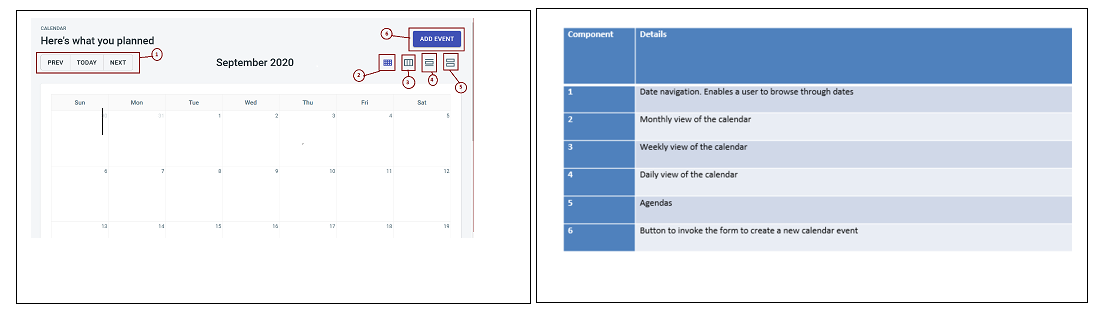 CALENDAR
Here's what you planned
6
ADD EVENT
PREV TODAY NEXT
1
September 2020
2
3
4
5
Sun Mon Tue Wed Thu Fri Sat
31 1 2 3 4 5
6 7 8 9 10 11 12
13 14 15 16 17 18 19
Component Details
1 Date navigation. Enables a user to browse through dates
2 Monthly view of the calendar
3 Weekly view of the calendar
4 Daily view of the calendar
5 Agendas
6 Button to invoke the form to create a new calendar event